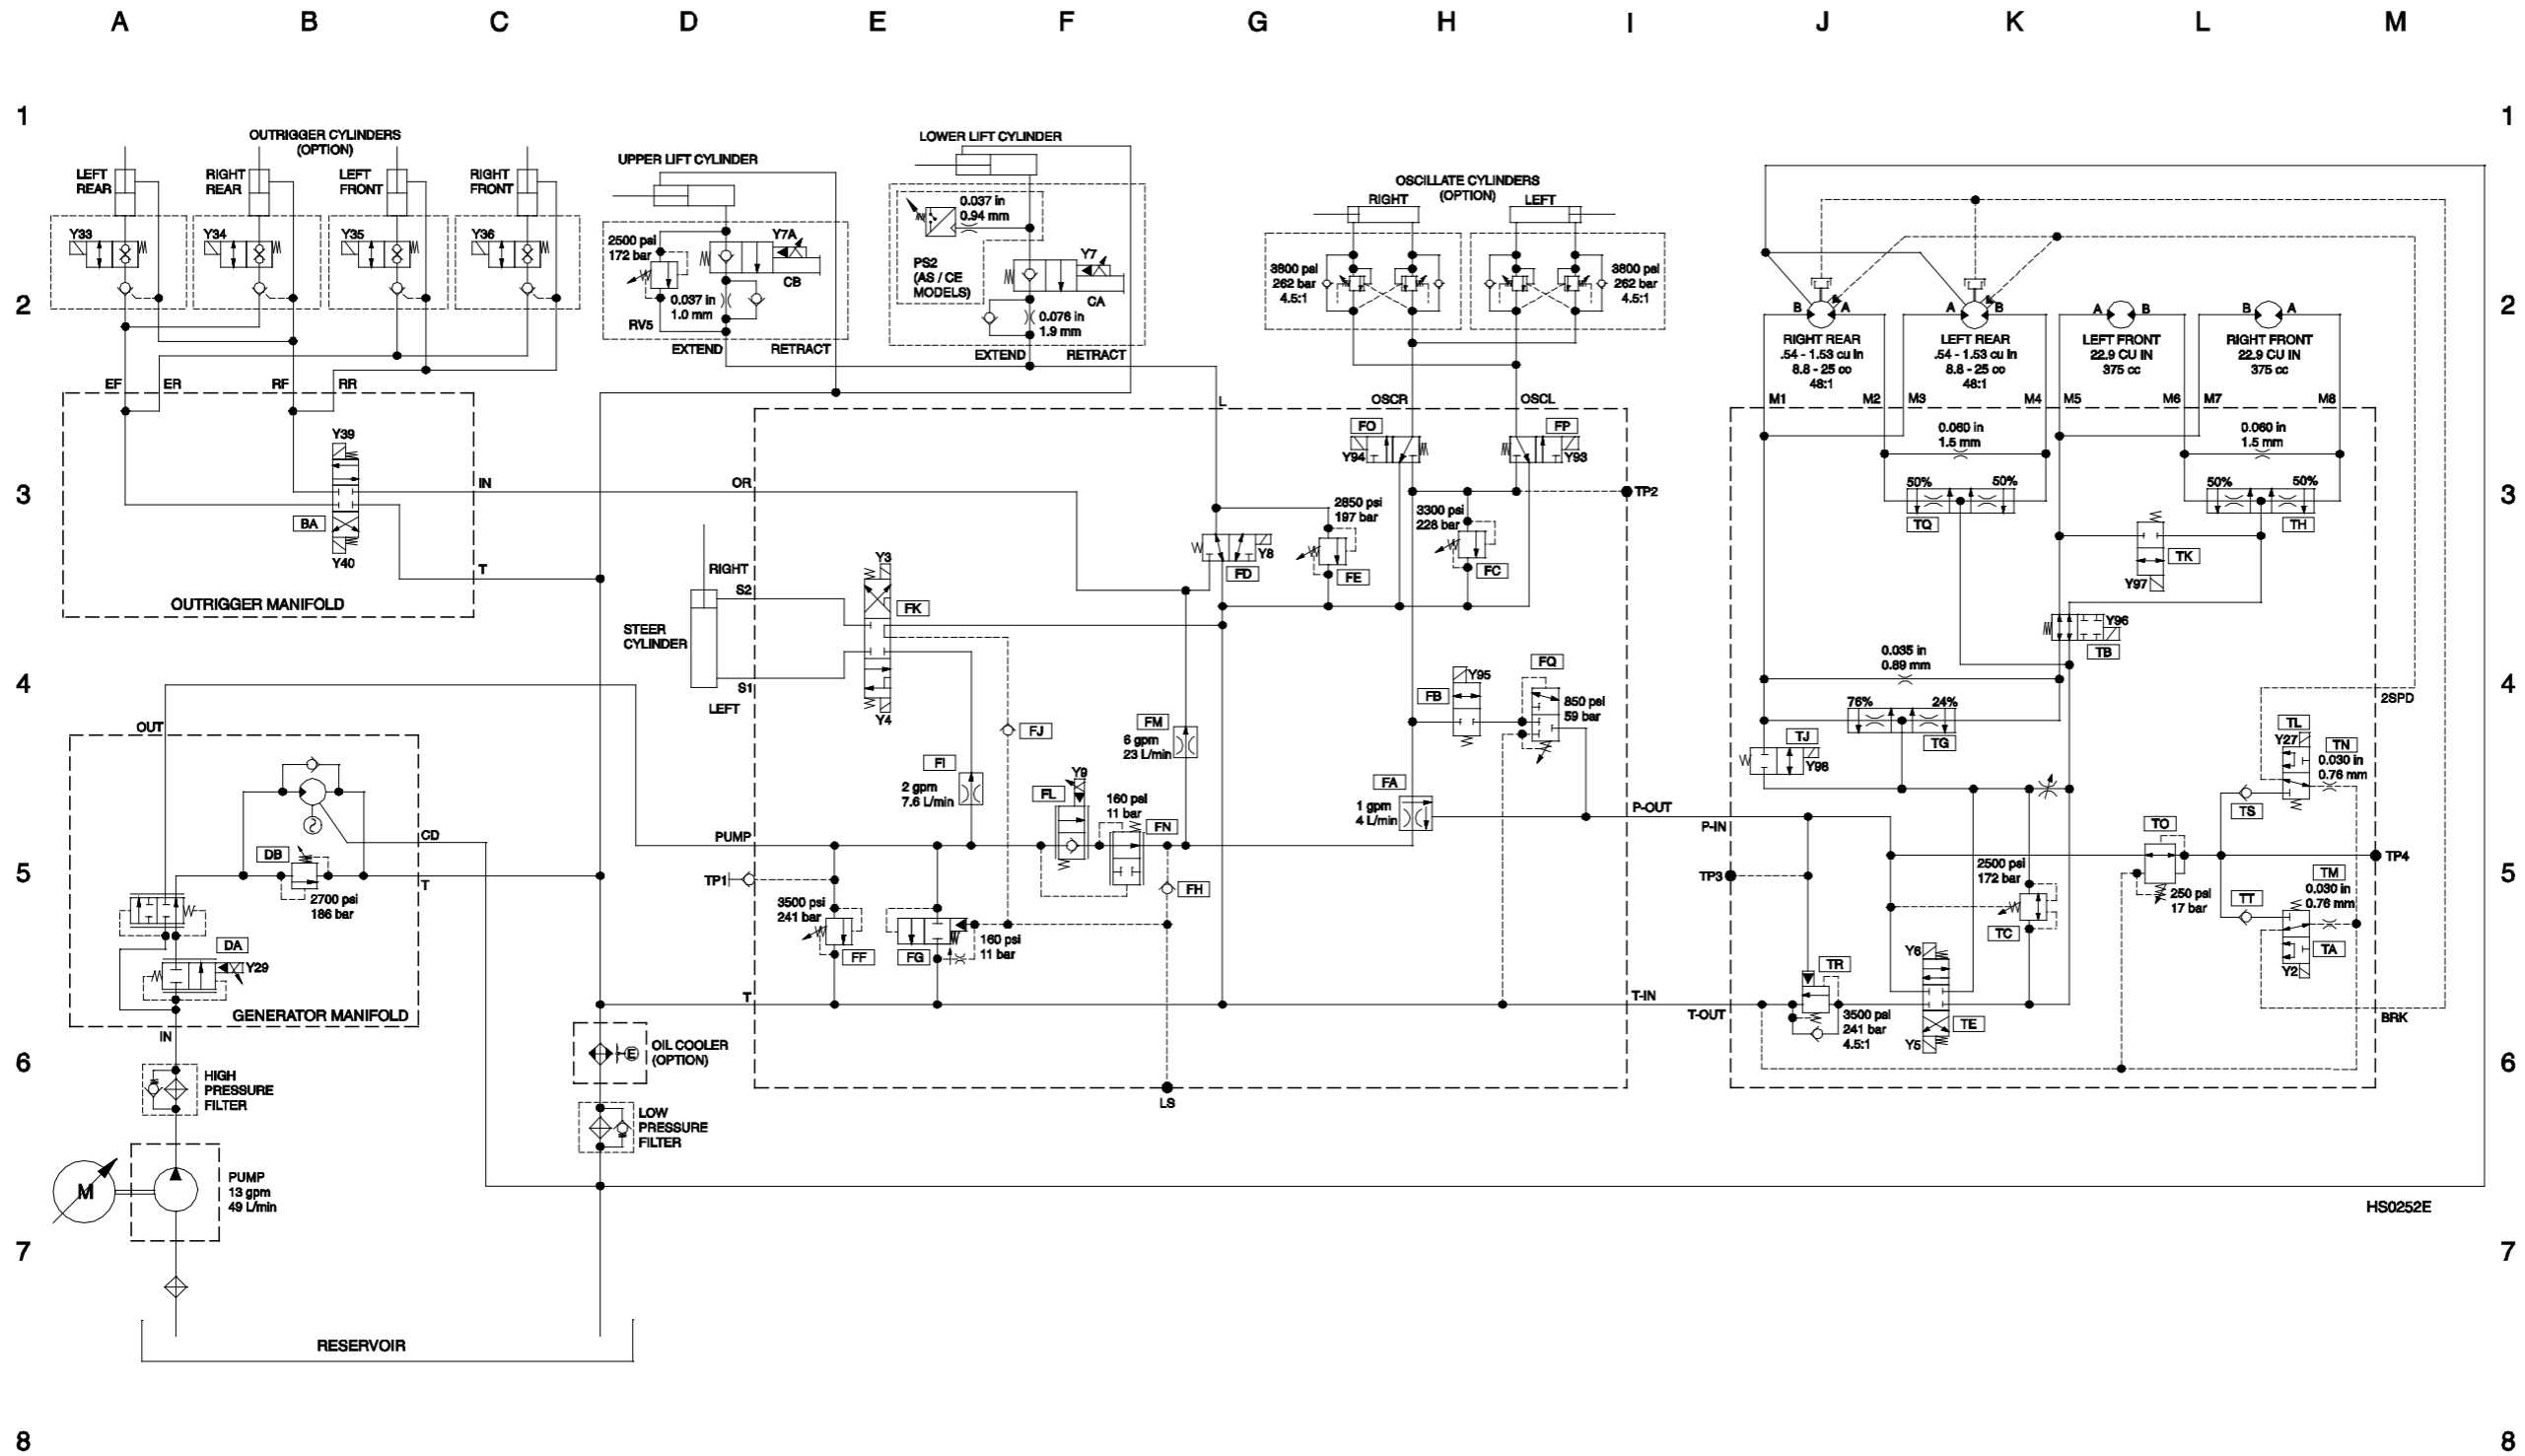 A B C D E F G H I J K L M
1 1
OUTRIGGER CYLINDERS
(OPTION)
LEFT
REAR
RIGHT
REAR
LEFT
FRONT
RIGHT
FRONT
Y33
Y34
Y35
Y36
UPPER LIFT CYLINDER
2500 psi
172 bar
Y7A
CB
0.037 in
1.0 mm
RV5
EXTEND
RETRACT
LOWER LIFT CYLINDER
0.037 in
0.94 mm
PS2
(AS / CE
MODELS)
Y7
CA
0.076 in
1.9 mm
EXTEND
RETRACT
OSCILLATE CYLINDERS
(OPTION)
RIGHT
LEFT
3800 psi
262 bar
4.5:1
3800 psi
262 bar
4.5:1
2 2
B A
RIGHT REAR
.54 - 1.53 cu in
8.8 - 25 cc
48:1
A B
LEFT REAR
.54 - 1.53 cu in
8.8 - 25 cc
48:1
A B
LEFT FRONT
22.9 CU IN
375 cc
B A
RIGHT FRONT
22.9 CU IN
375 cc
EF ER RF RR
L
OSCR
OSCL
M1 M2 M3 M4 M5 M6 M7 M8
3 3
Y39
BA
Y40
IN
T
OUTRIGGER MANIFOLD
OR
RIGHT
S2
STEER
CYLINDER
S1
LEFT
Y3
FK
Y4
FO
Y94
FP
Y93
TP2
2850 psi
197 bar
FE
Y8
FD
3300 psi
228 bar
FC
0.060 in
1.5 mm
0.060 in
1.5 mm
50% 50%
TQ
50% 50%
TH
TK
Y97
Y96
TB
4 4
0.035 in
0.89 mm
76% 24%
TG
TJ
Y98
2SPD
TL
Y27
TN
0.030 in
0.76 mm
TS
OUT
FJ
FI
2 gpm
7.6 L/min
FM
6 gpm
23 L/min
Y9
FL
160 psi
11 bar
FN
Y95
FB
FQ
850 psi
59 bar
FA
1 gpm
4 L/min
P-OUT
P-IN
PUMP
5 5
CD
DB
T
2700 psi
186 bar
DA
Y29
GENERATOR MANIFOLD
IN
TP1
3500 psi
241 bar
FF
FG
160 psi
11 bar
FH
TP3
2500 psi
172 bar
TC
TO
250 psi
17 bar
TP4
TM
0.030 in
0.76 mm
TT
TA
Y2
T
T-IN
T-OUT
TR
3500 psi
241 bar
4.5:1
Y6
TE
Y5
BRK
6 6
HIGH
PRESSURE
FILTER
E
OIL COOLER
(OPTION)
LOW
PRESSURE
FILTER
LS
M
PUMP
13 gpm
49 L/min
HS0252E
7 7
RESERVOIR
8 8